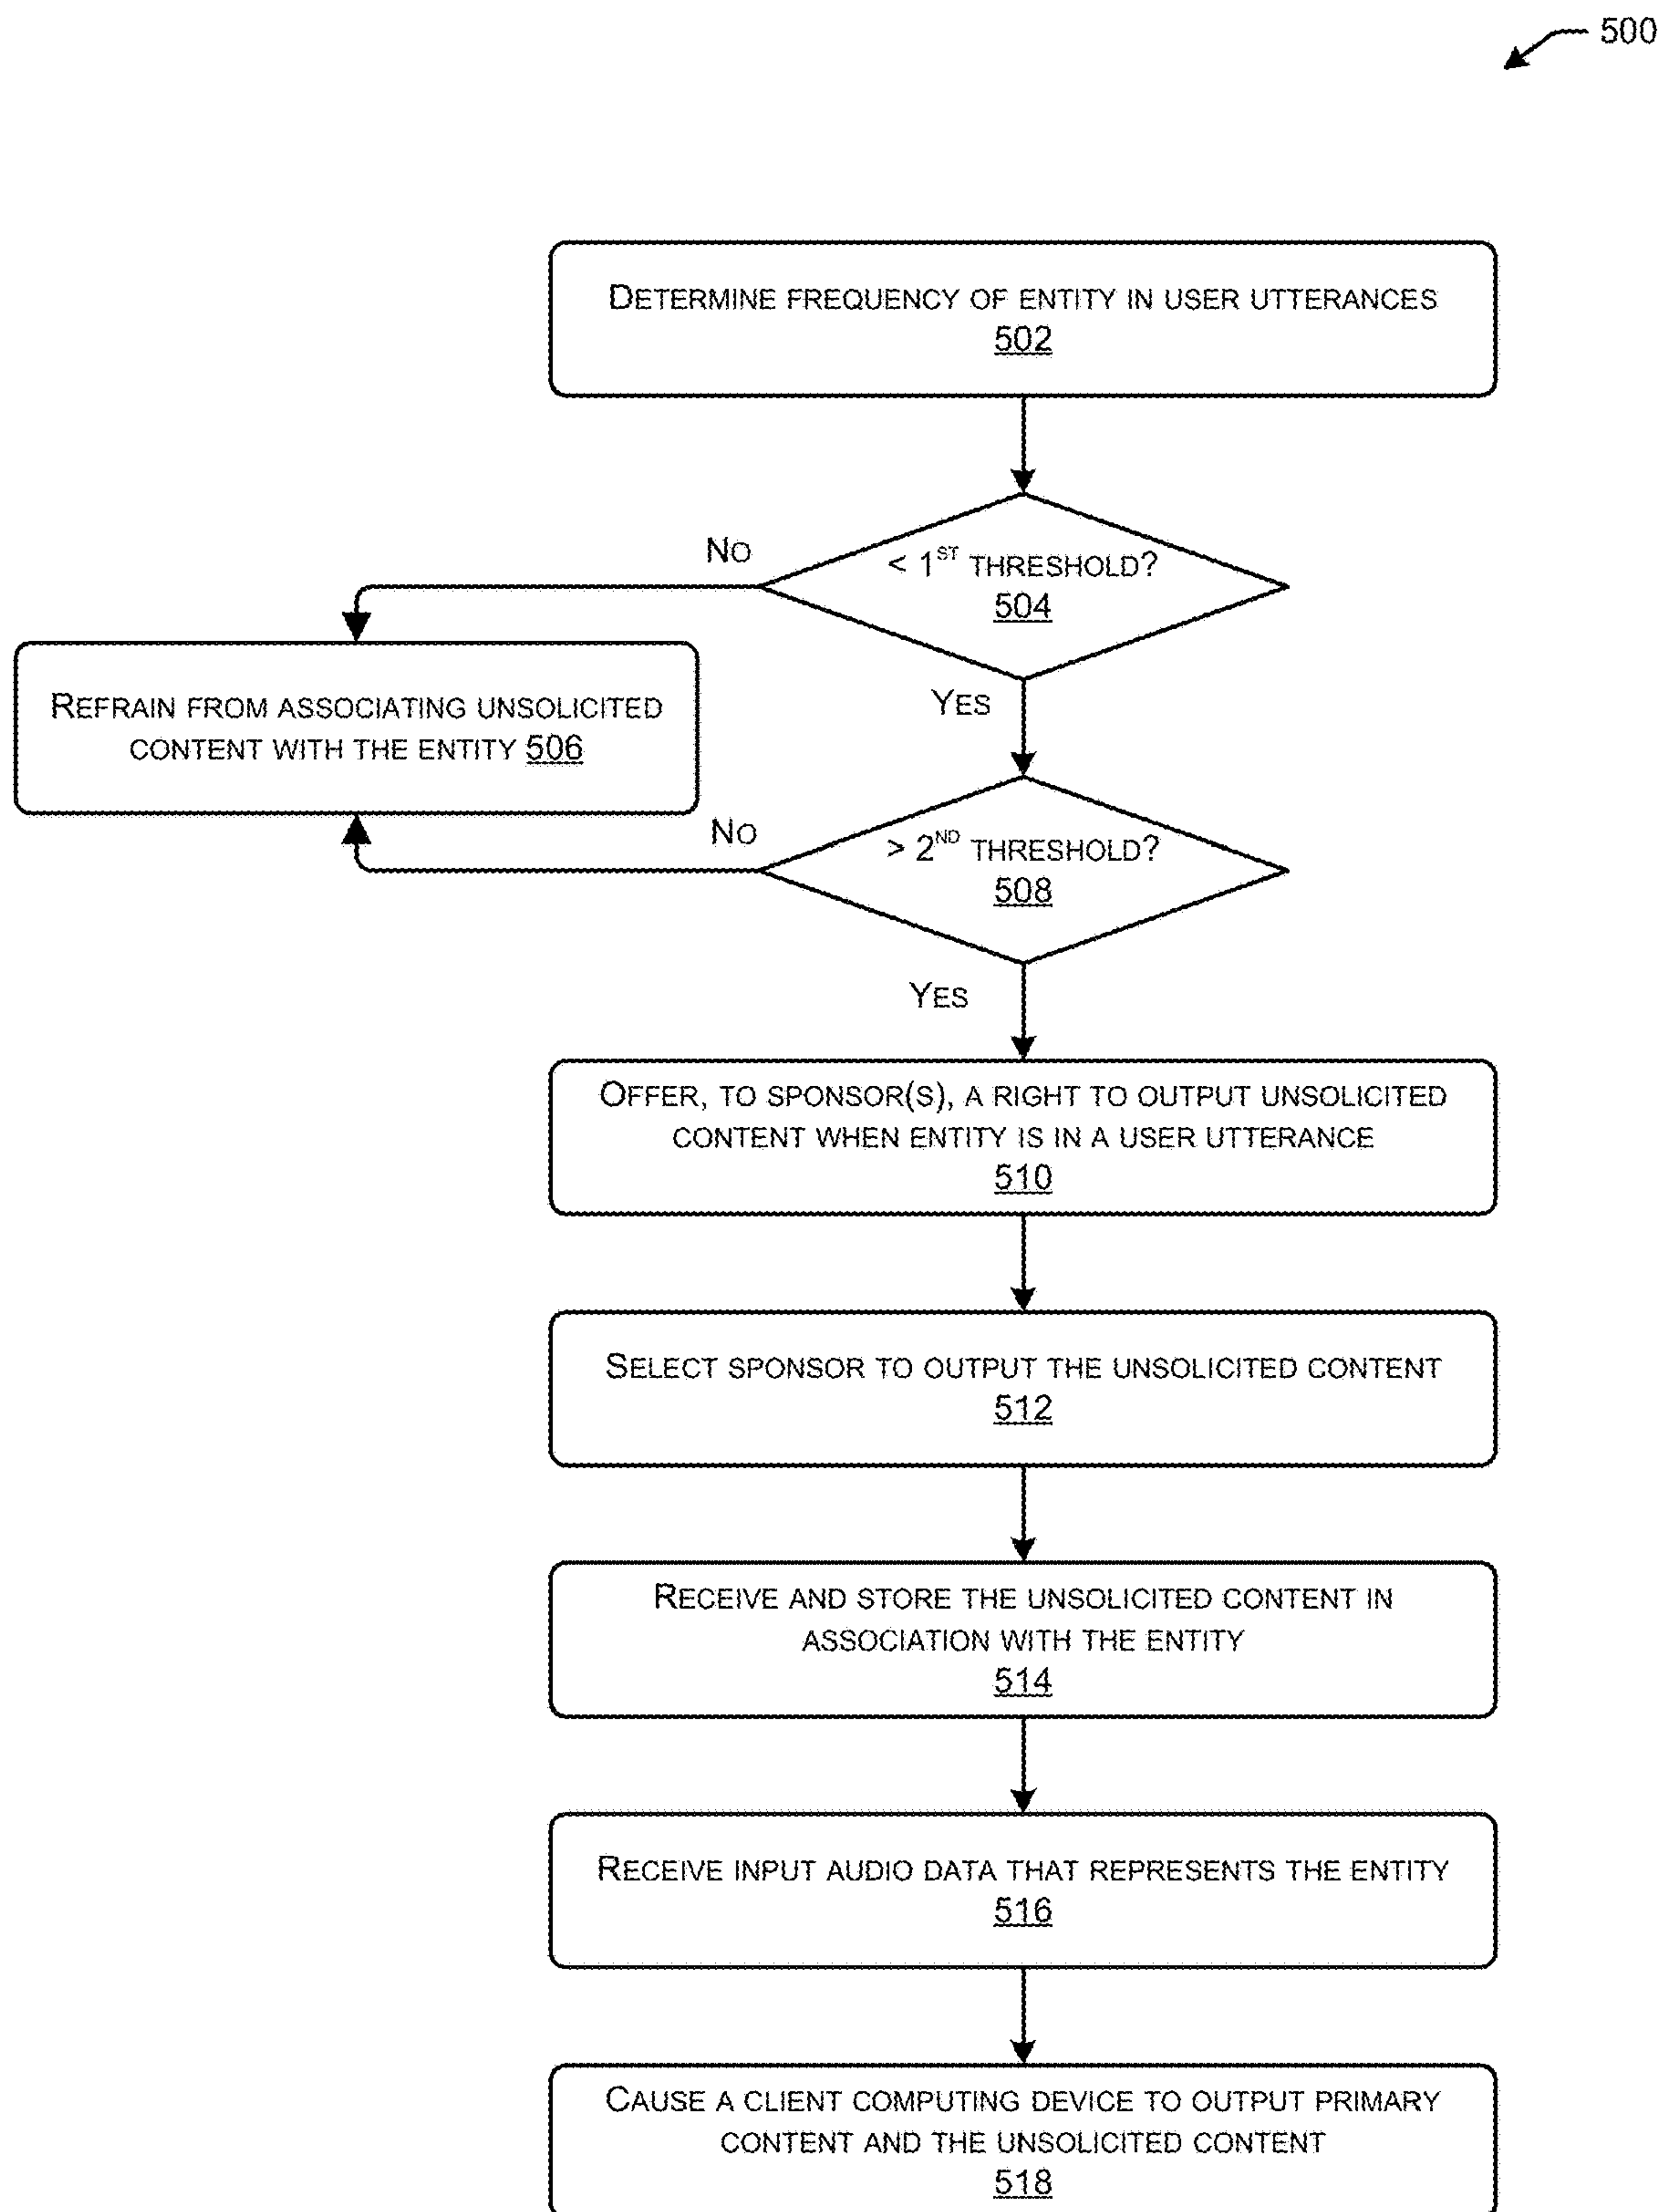 500
DETERMINE FREQUENCY OF ENTITY IN USER UTTERANCES
502
< 1ST THRESHOLD?
504
NO
YES
REFRAIN FROM ASSOCIATING UNSOLICITED
CONTENT WITH THE ENTITY 506
> 2ND THRESHOLD?
508
NO
YES
OFFER, TO SPONSOR(S), A RIGHT TO OUTPUT UNSOLICITED
CONTENT WHEN ENTITY IS IN A USER UTTERANCE
510
SELECT SPONSOR TO OUTPUT THE UNSOLICITED CONTENT
512
RECEIVE AND STORE THE UNSOLICITED CONTENT IN
ASSOCIATION WITH THE ENTITY
514
RECEIVE INPUT AUDIO DATA THAT REPRESENTS THE ENTITY
516
CAUSE A CLIENT COMPUTING DEVICE TO OUTPUT PRIMARY
CONTENT AND THE UNSOLICITED CONTENT
518